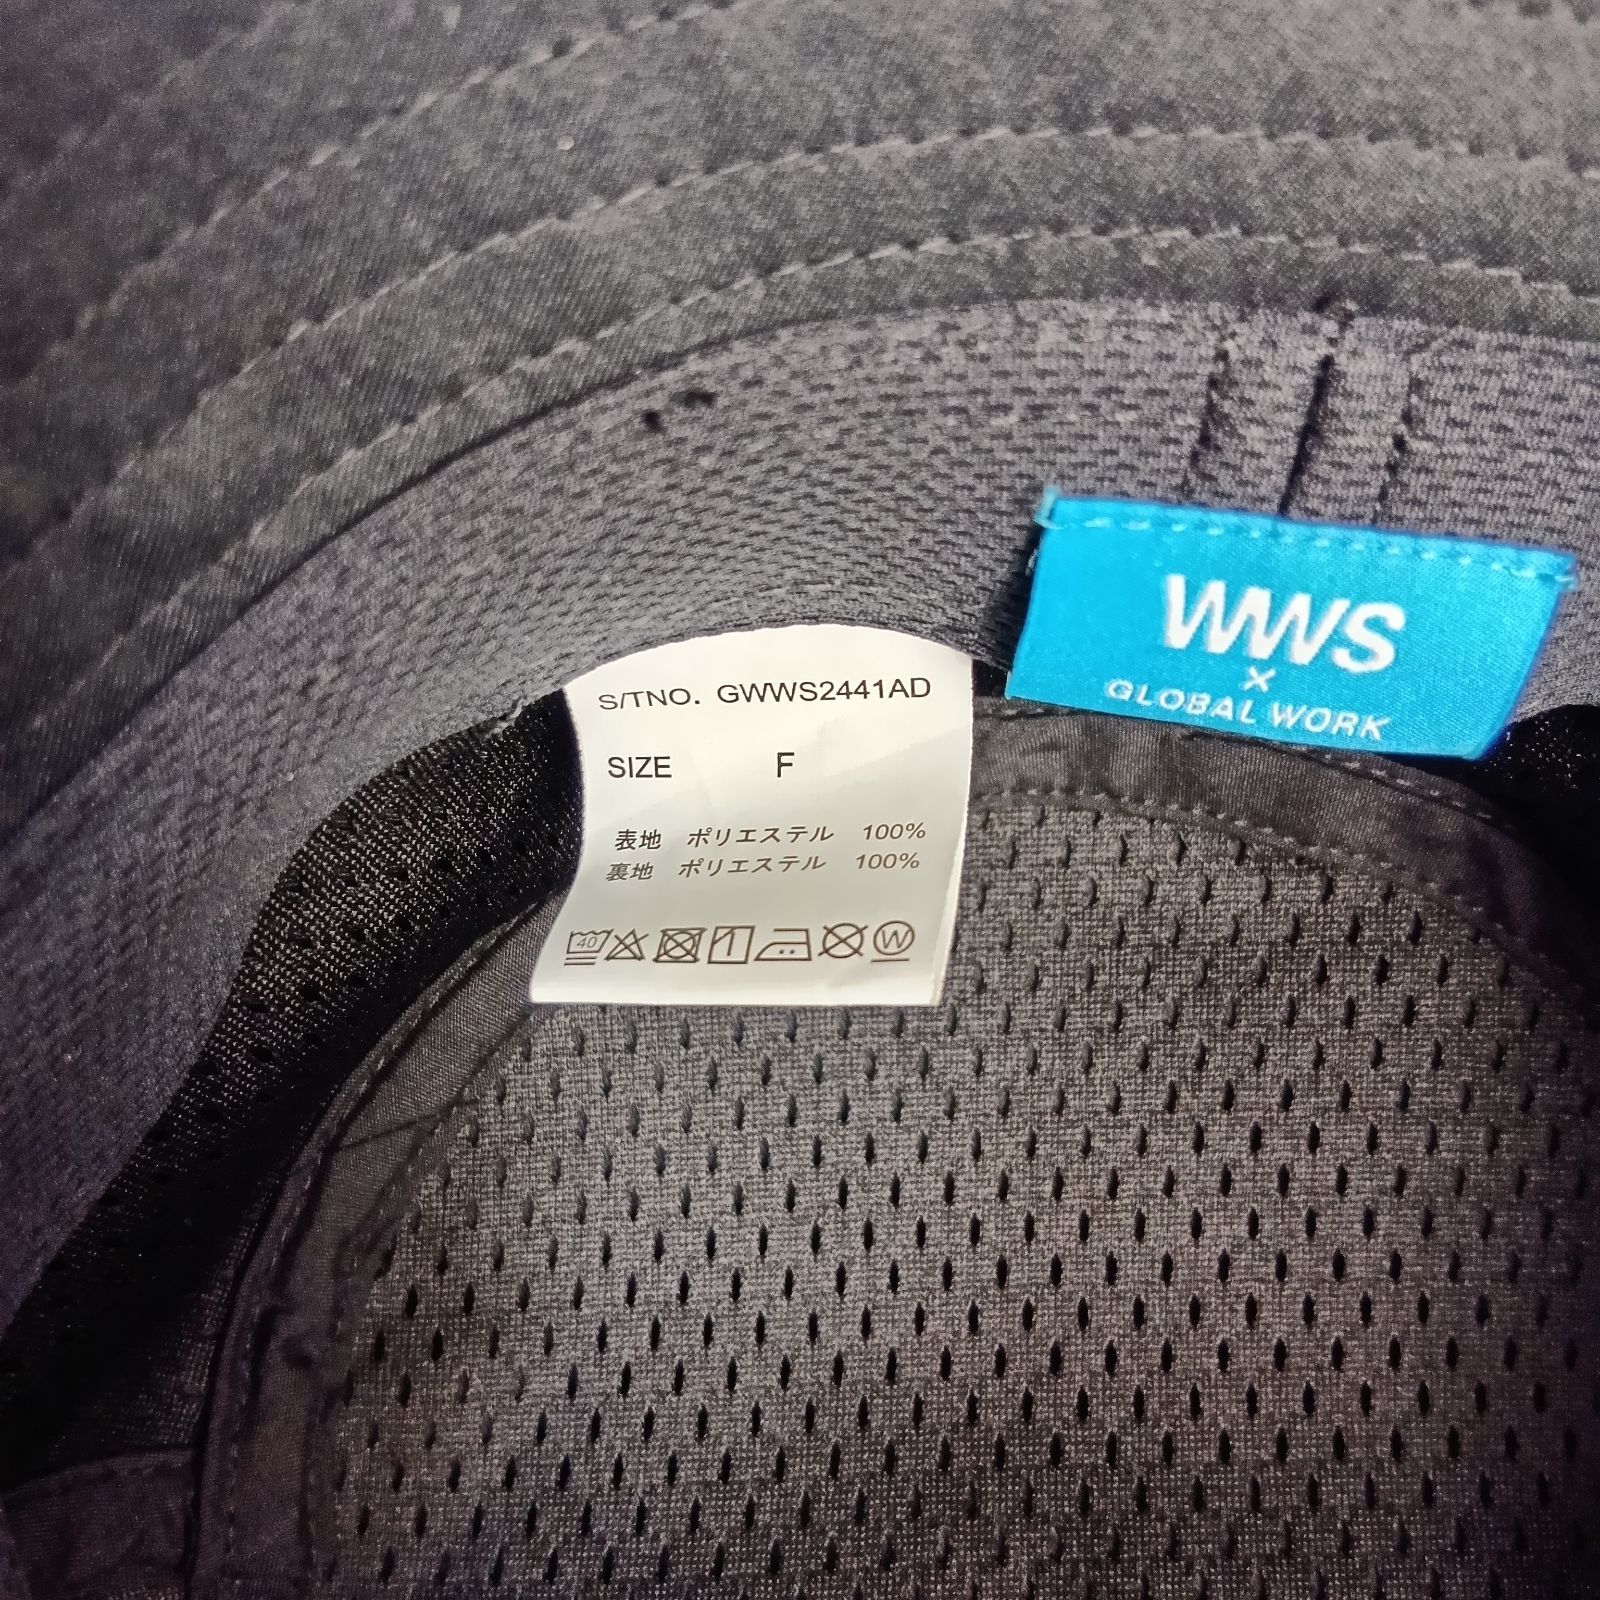 WWS
×
GLOBAL WORK
S/TNO. GWWS2441AD
SIZE F
表地 ポリエステル 100%
裏地 ポリエステル 100%
40 W